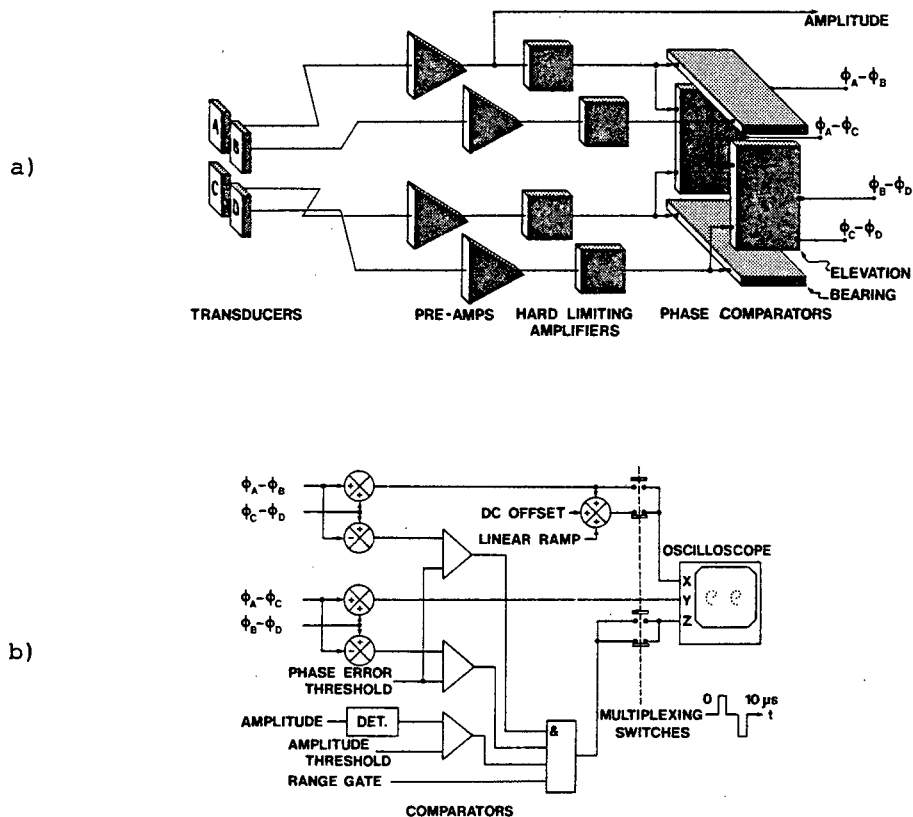 a)
AMPLITUDE
A
B
C
D
ϕA–ϕB
ϕA–ϕC
ϕB–ϕD
ϕC–ϕD
ELEVATION
BEARING
TRANSDUCERS
PRE-AMPS
HARD LIMITING
AMPLIFIERS
PHASE COMPARATORS
b)
ϕA–ϕB
ϕC–ϕD
+
+
-
+
DC OFFSET
+
+
+
LINEAR RAMP
OSCILLOSCOPE
X
Y
Z
ϕA–ϕC
ϕB–ϕD
+
+
-
+
PHASE ERROR
THRESHOLD
AMPLITUDE
DET.
AMPLITUDE
THRESHOLD
RANGE GATE
&
MULTIPLEXING
SWITCHES
0
10 µs
t
COMPARATORS